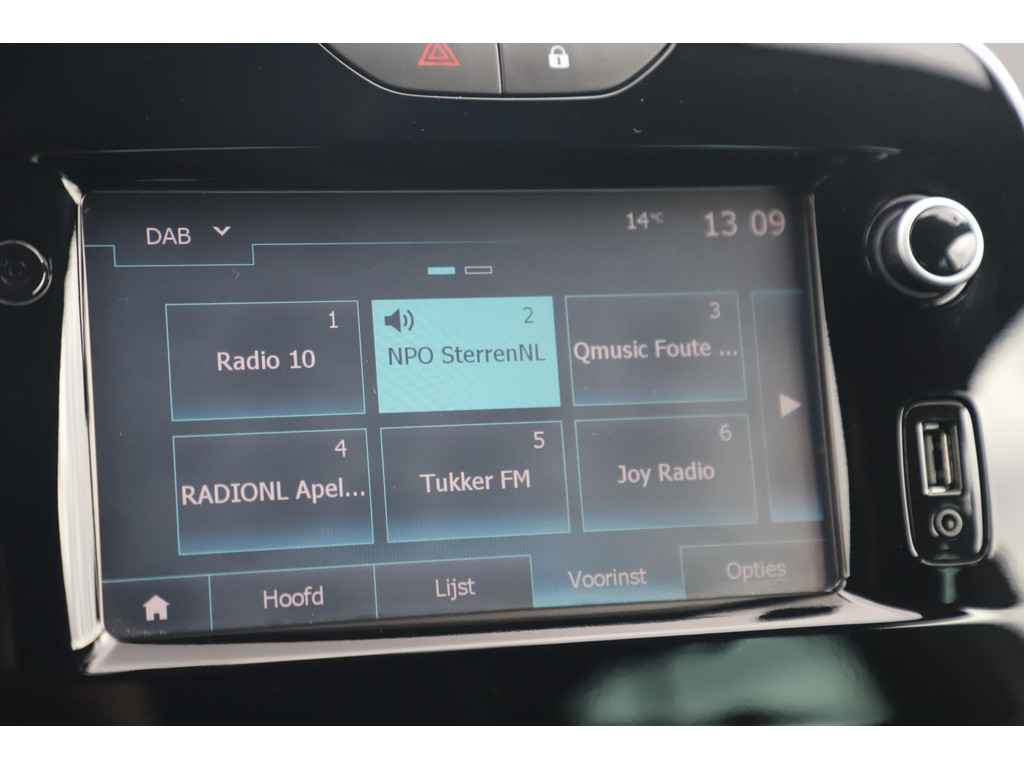 DAB
14°C
13 09
1
Radio 10
2
NPO SterrenNL
3
Qmusic Foute ...
4
RADIONL Apel...
5
Tukker FM
6
Joy Radio
Hoofd
Lijst
Voorinst
Opties